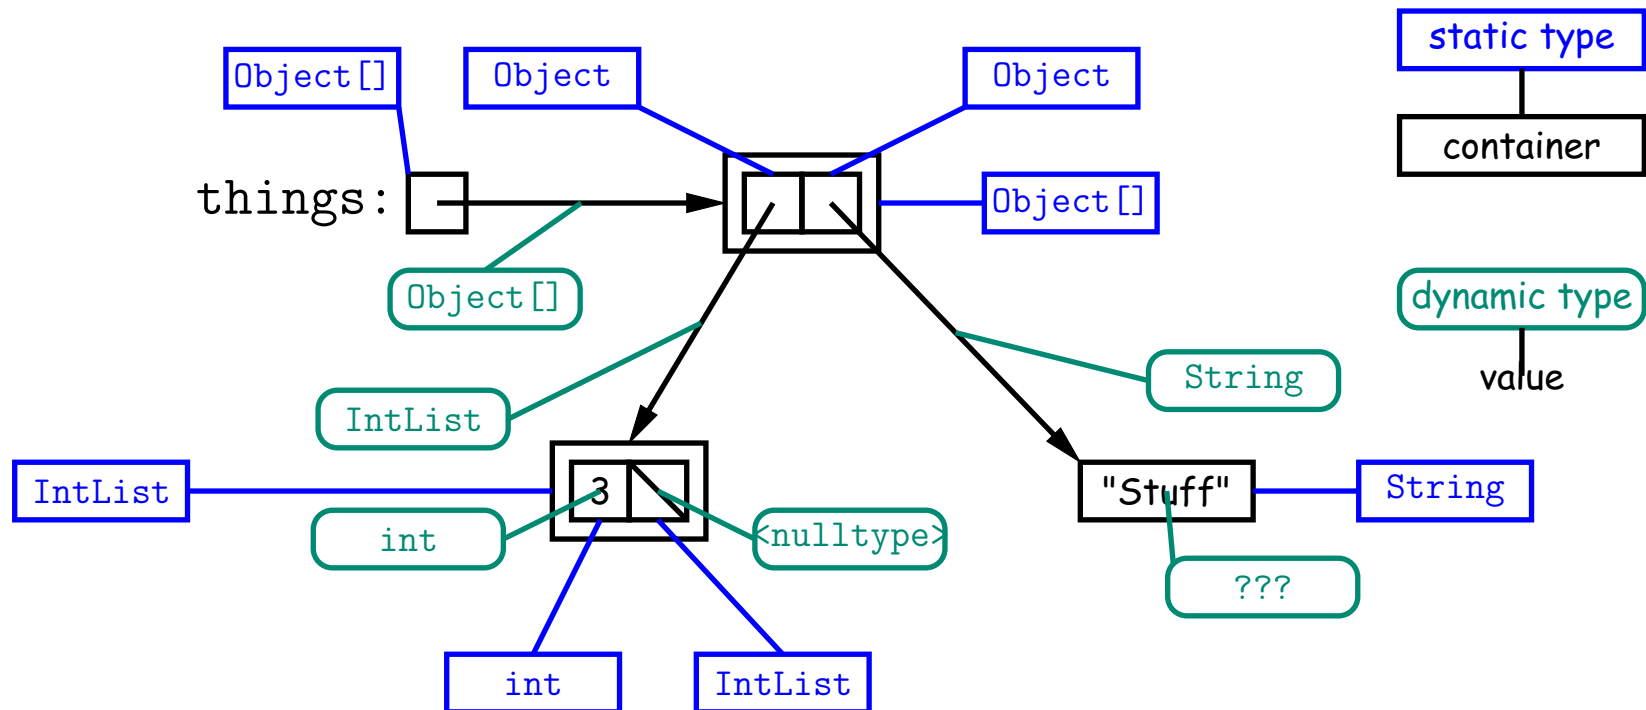 static type
Object[]
Object
Object
container
things:
Object[]
Object[]
dynamic type
String
value
IntList
IntList
3
"Stuff"
String
int
<nulltype>
???
int
IntList